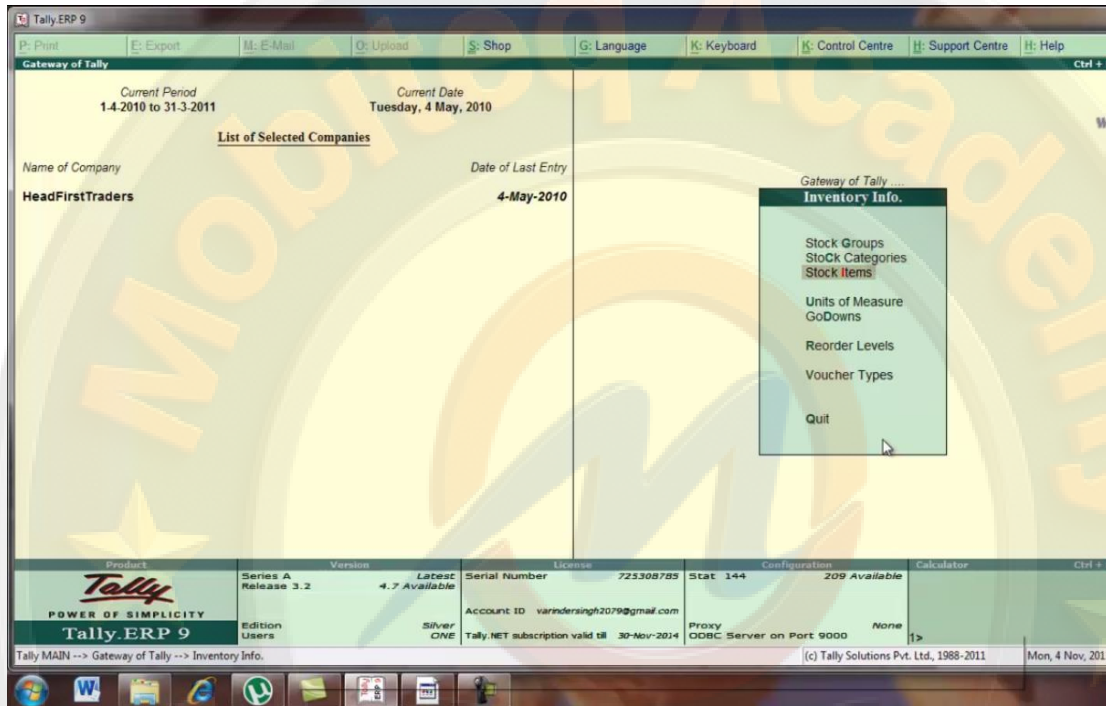 Tally.ERP 9
P: Print E: Export M: E-Mail O: Upload S: Shop G: Language K: Keyboard K: Control Centre H: Support Centre H: Help
Gateway of Tally Ctrl +
Current Period Current Date
1-4-2010 to 31-3-2011 Tuesday, 4 May, 2010
List of Selected Companies
Name of Company Date of Last Entry
HeadFirstTraders 4-May-2010
Gateway of Tally ....
Inventory Info.
Stock Groups
StoCk Categories
Stock Items
Units of Measure
GoDowns
Reorder Levels
Voucher Types
Quit
Mobitoq Academy
Product Version License Configuration Calculator Ctrl +
Tally
POWER OF SIMPLICITY
Tally.ERP 9
Series A Latest
Release 3.2 4.7 Available
Edition Silver
Users ONE
Serial Number 725308785
Account ID varindersingh2079@gmail.com
Tally.NET subscription valid till 30-Nov-2014
Stat 144 209 Available
Proxy None
ODBC Server on Port 9000
1>
Tally MAIN --> Gateway of Tally --> Inventory Info. (c) Tally Solutions Pvt. Ltd., 1988-2011 Mon, 4 Nov, 201